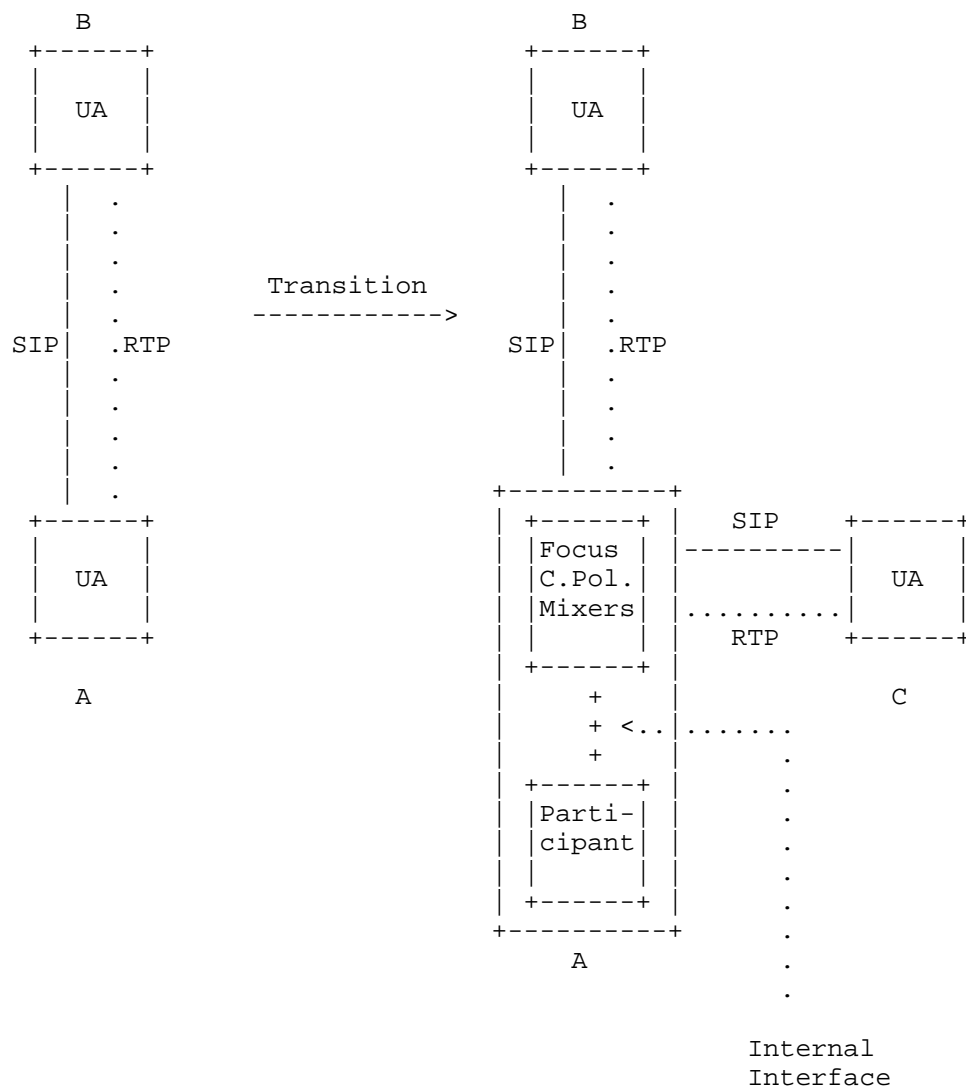 B B
UA UA
Transition
SIP RTP SIP RTP
SIP
Focus
UA C.Pol. UA
Mixers
RTP
A C
Parti-
cipant
A
Internal
Interface